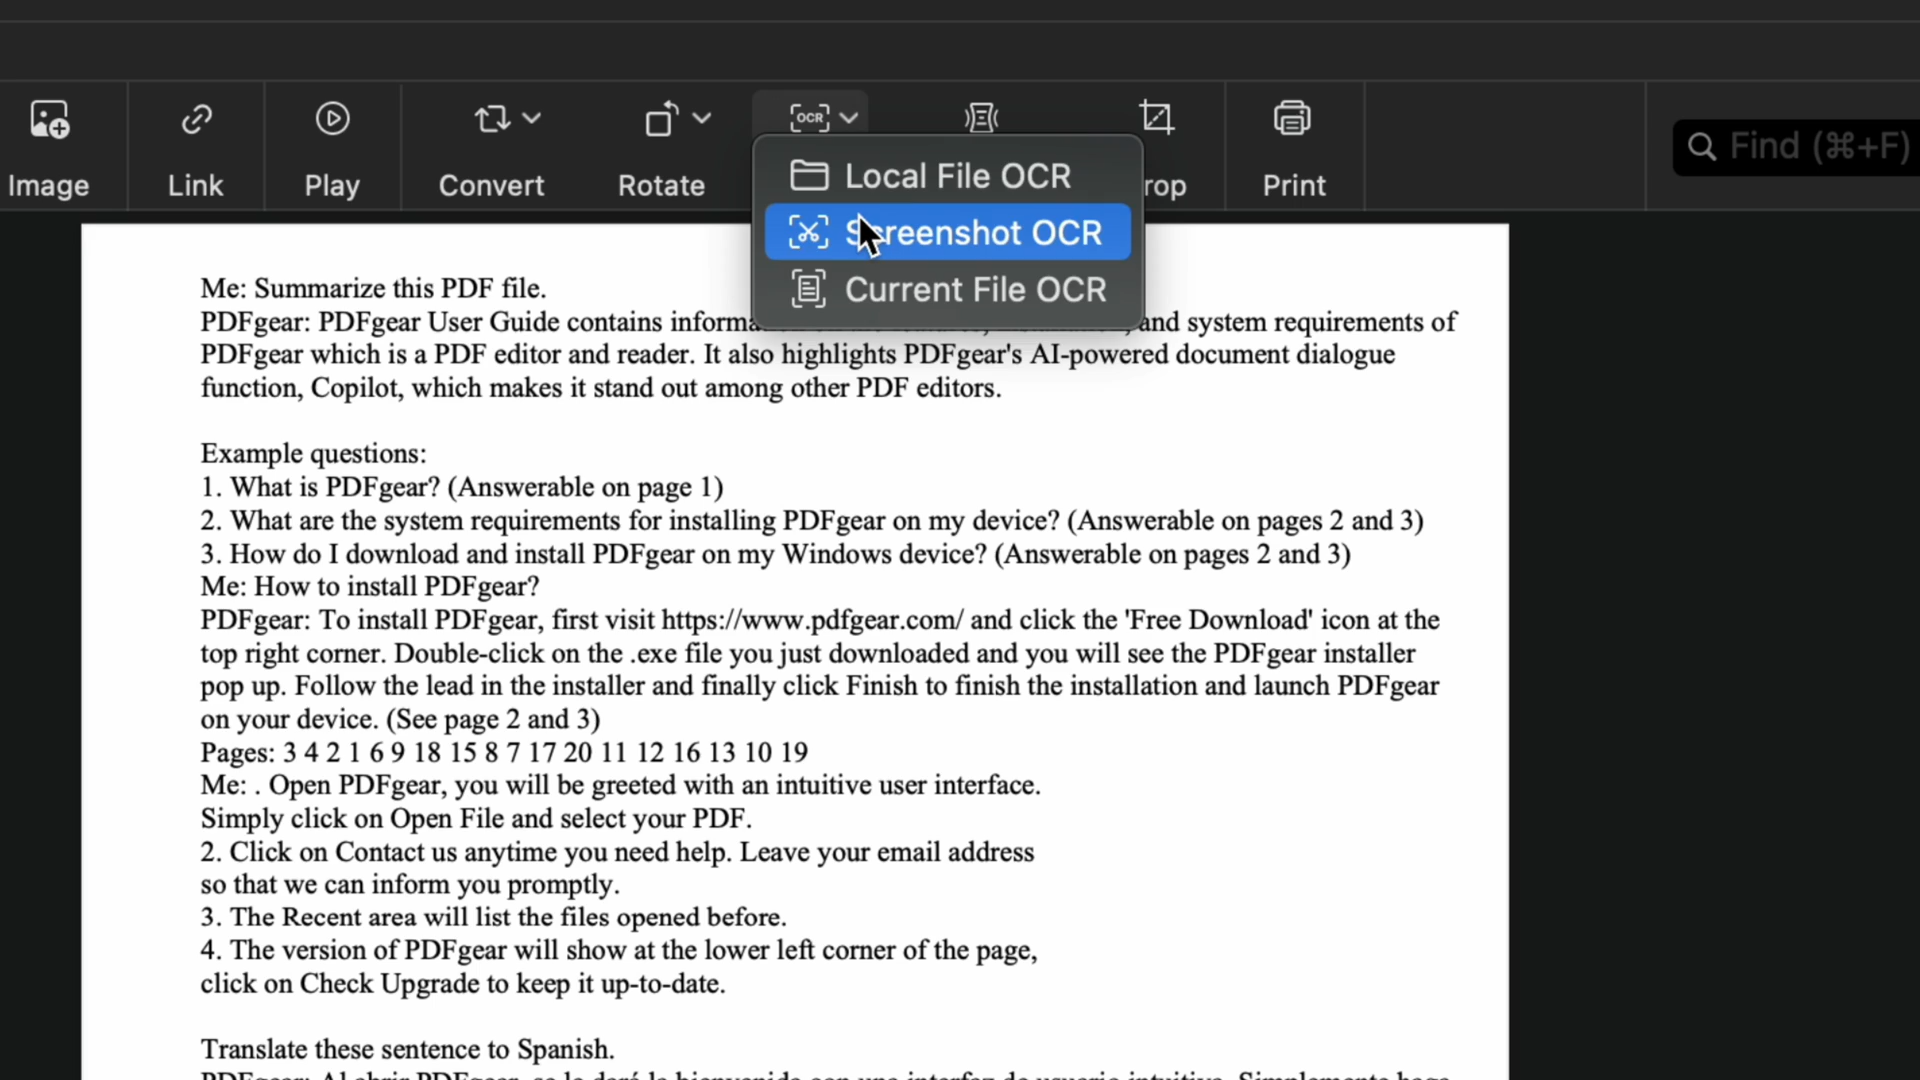 Image
Link
Play
Convert
Rotate
OCR
rop
Print
Find (⌘+F)
Local File OCR
Screenshot OCR
Current File OCR
Me: Summarize this PDF file.
PDFgear: PDFgear User Guide contains and system requirements of
PDFgear which is a PDF editor and reader. It also highlights PDFgear's AI-powered document dialogue
function, Copilot, which makes it stand out among other PDF editors.
Example questions:
1. What is PDFgear? (Answerable on page 1)
2. What are the system requirements for installing PDFgear on my device? (Answerable on pages 2 and 3)
3. How do I download and install PDFgear on my Windows device? (Answerable on pages 2 and 3)
Me: How to install PDFgear?
PDFgear: To install PDFgear, first visit https://www.pdfgear.com/ and click the 'Free Download' icon at the
top right corner. Double-click on the .exe file you just downloaded and you will see the PDFgear installer
pop up. Follow the lead in the installer and finally click Finish to finish the installation and launch PDFgear
on your device. (See page 2 and 3)
Pages: 3 4 2 1 6 9 18 15 8 7 17 20 11 12 16 13 10 19
Me: . Open PDFgear, you will be greeted with an intuitive user interface.
Simply click on Open File and select your PDF.
2. Click on Contact us anytime you need help. Leave your email address
so that we can inform you promptly.
3. The Recent area will list the files opened before.
4. The version of PDFgear will show at the lower left corner of the page,
click on Check Upgrade to keep it up-to-date.
Translate these sentence to Spanish.